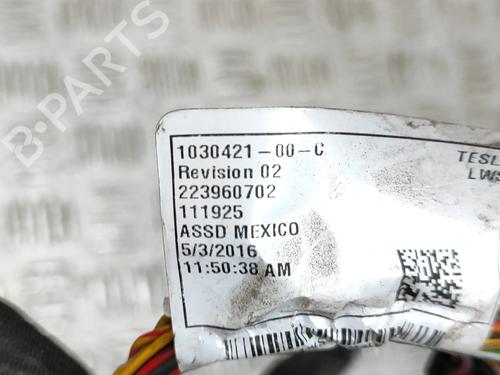 B-PARTS
1030421-00-C
Revision 02
223960702
111925
ASSD MEXICO
5/3/2016
11:50:38 AM
TESL
LWS